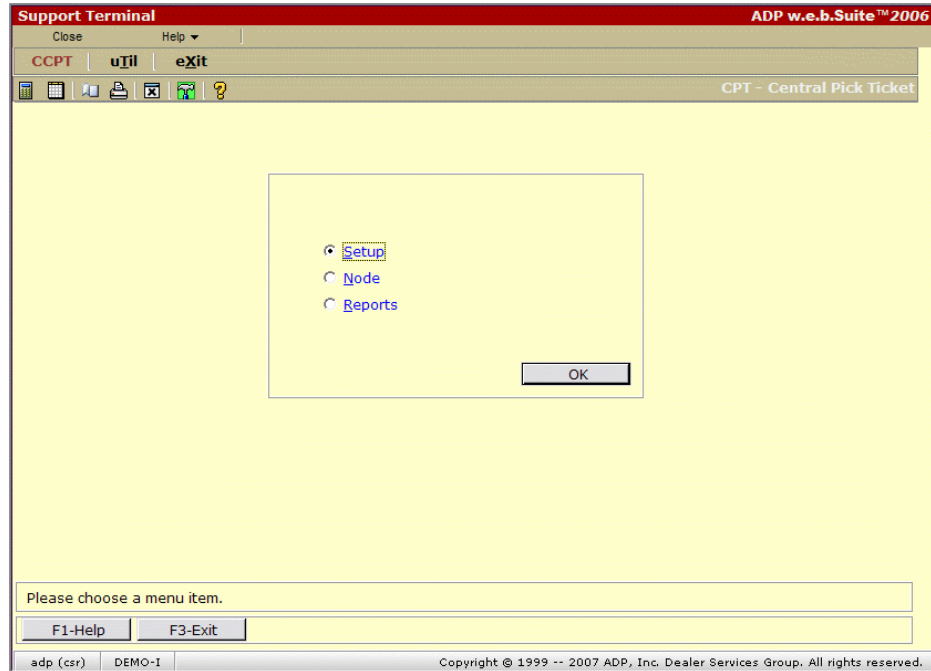 Support Terminal ADP w.e.b.Suite™2006
Close Help
CCPT uTil eXit
CPT - Central Pick Ticket
Setup
Node
Reports
OK
Please choose a menu item.
F1-Help F3-Exit
adp (csr) DEMO-I Copyright © 1999 -- 2007 ADP, Inc. Dealer Services Group. All rights reserved.